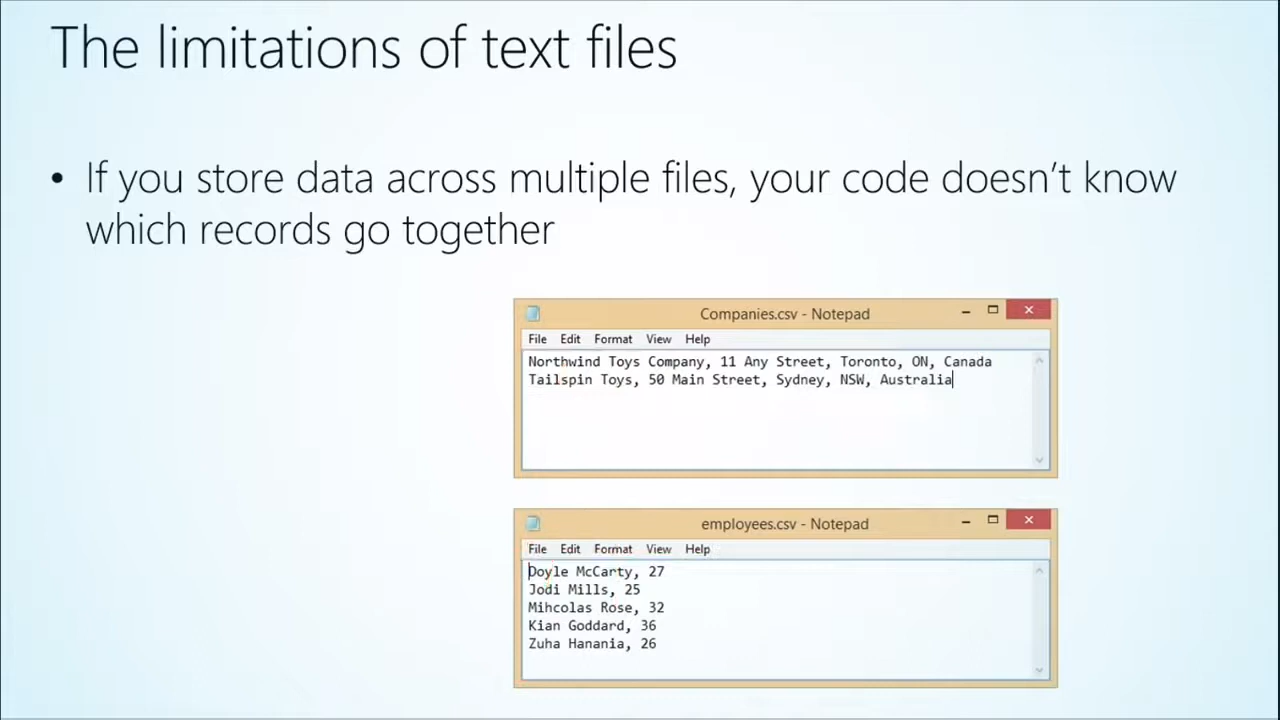 The limitations of text files
• If you store data across multiple files, your code doesn't know
which records go together
Companies.csv - Notepad
File Edit Format View Help
Northwind Toys Company, 11 Any Street, Toronto, ON, Canada
Tailspin Toys, 50 Main Street, Sydney, NSW, Australia
employees.csv - Notepad
File Edit Format View Help
Doyle McCarty, 27
Jodi Mills, 25
Mihcolas Rose, 32
Kian Goddard, 36
Zuha Hanania, 26